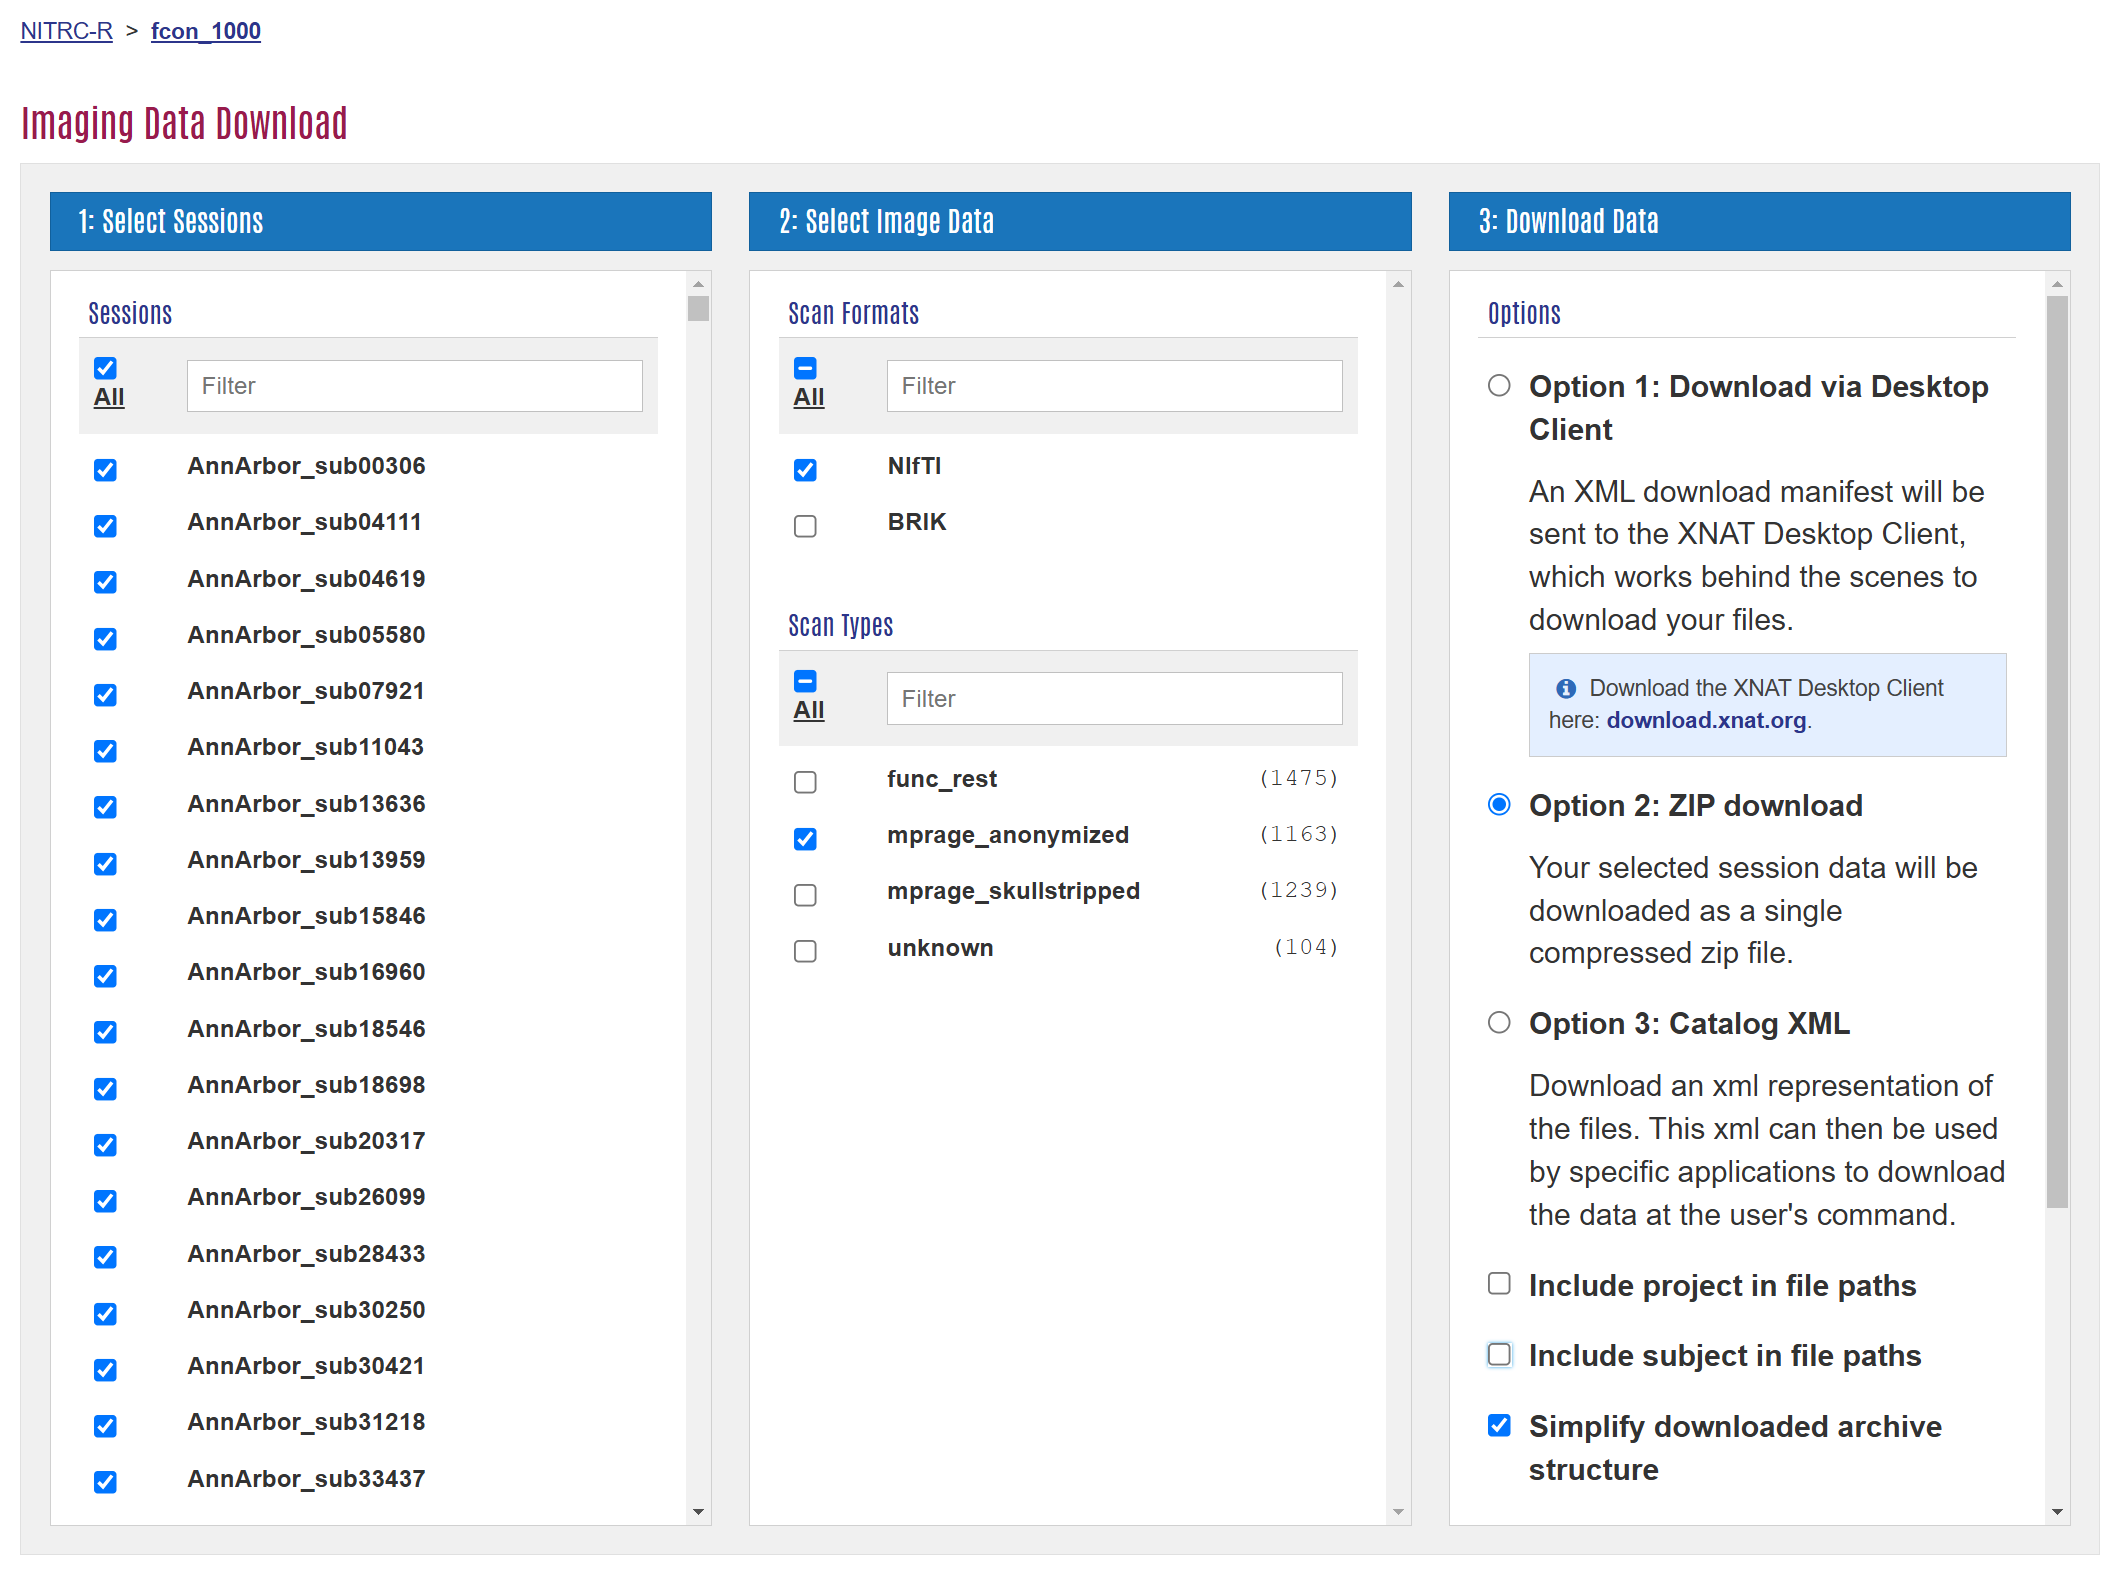 NITRC-R > fcon_1000
Imaging Data Download
1: Select Sessions
Sessions
All
Filter
AnnArbor_sub00306
AnnArbor_sub04111
AnnArbor_sub04619
AnnArbor_sub05580
AnnArbor_sub07921
AnnArbor_sub11043
AnnArbor_sub13636
AnnArbor_sub13959
AnnArbor_sub15846
AnnArbor_sub16960
AnnArbor_sub18546
AnnArbor_sub18698
AnnArbor_sub20317
AnnArbor_sub26099
AnnArbor_sub28433
AnnArbor_sub30250
AnnArbor_sub30421
AnnArbor_sub31218
AnnArbor_sub33437
2: Select Image Data
Scan Formats
All
Filter
NIfTI
BRIK
Scan Types
All
Filter
func_rest (1475)
mprage_anonymized (1163)
mprage_skullstripped (1239)
unknown (104)
3: Download Data
Options
Option 1: Download via Desktop
Client
An XML download manifest will be
sent to the XNAT Desktop Client,
which works behind the scenes to
download your files.
Download the XNAT Desktop Client
here: download.xnat.org.
Option 2: ZIP download
Your selected session data will be
downloaded as a single
compressed zip file.
Option 3: Catalog XML
Download an xml representation of
the files. This xml can then be used
by specific applications to download
the data at the user's command.
Include project in file paths
Include subject in file paths
Simplify downloaded archive
structure